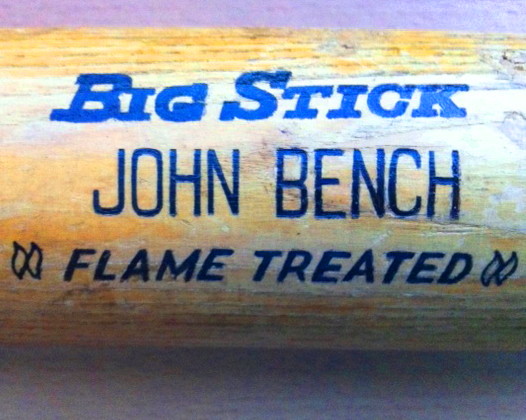 Big Stick
JOHN BENCH
FLAME TREATED